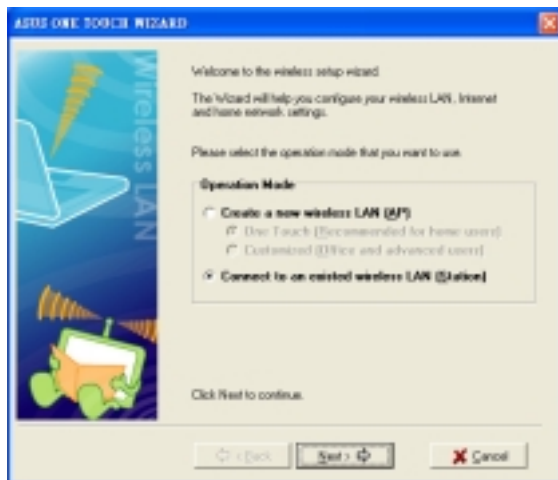 ASUS ONE TOUCH WIZARD
Wireless LAN
Welcome to the wireless setup wizard.
The Wizard will help you configure your wireless LAN, Internet
and home network settings.
Please select the operation mode that you want to use.
Operation Mode
Create a new wireless LAN (AP)
One Touch (Recommended for home users)
Customized (Office and advanced users)
Connect to an existed wireless LAN (Station)
Click Next to continue.
< Back
Next >
Cancel